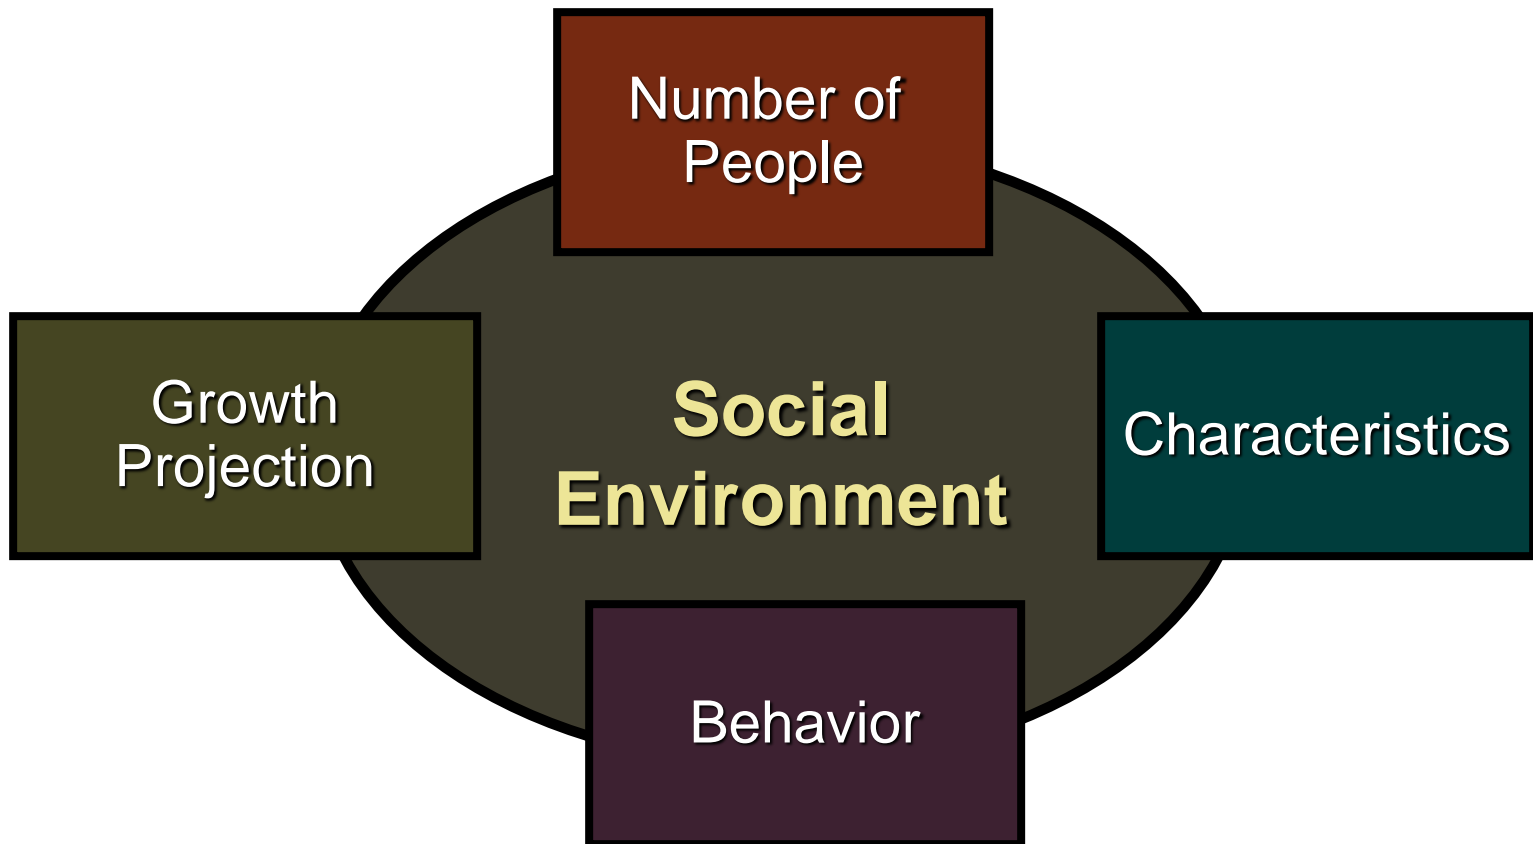 Number of
People
Growth
Projection
Social
Environment
Characteristics
Behavior